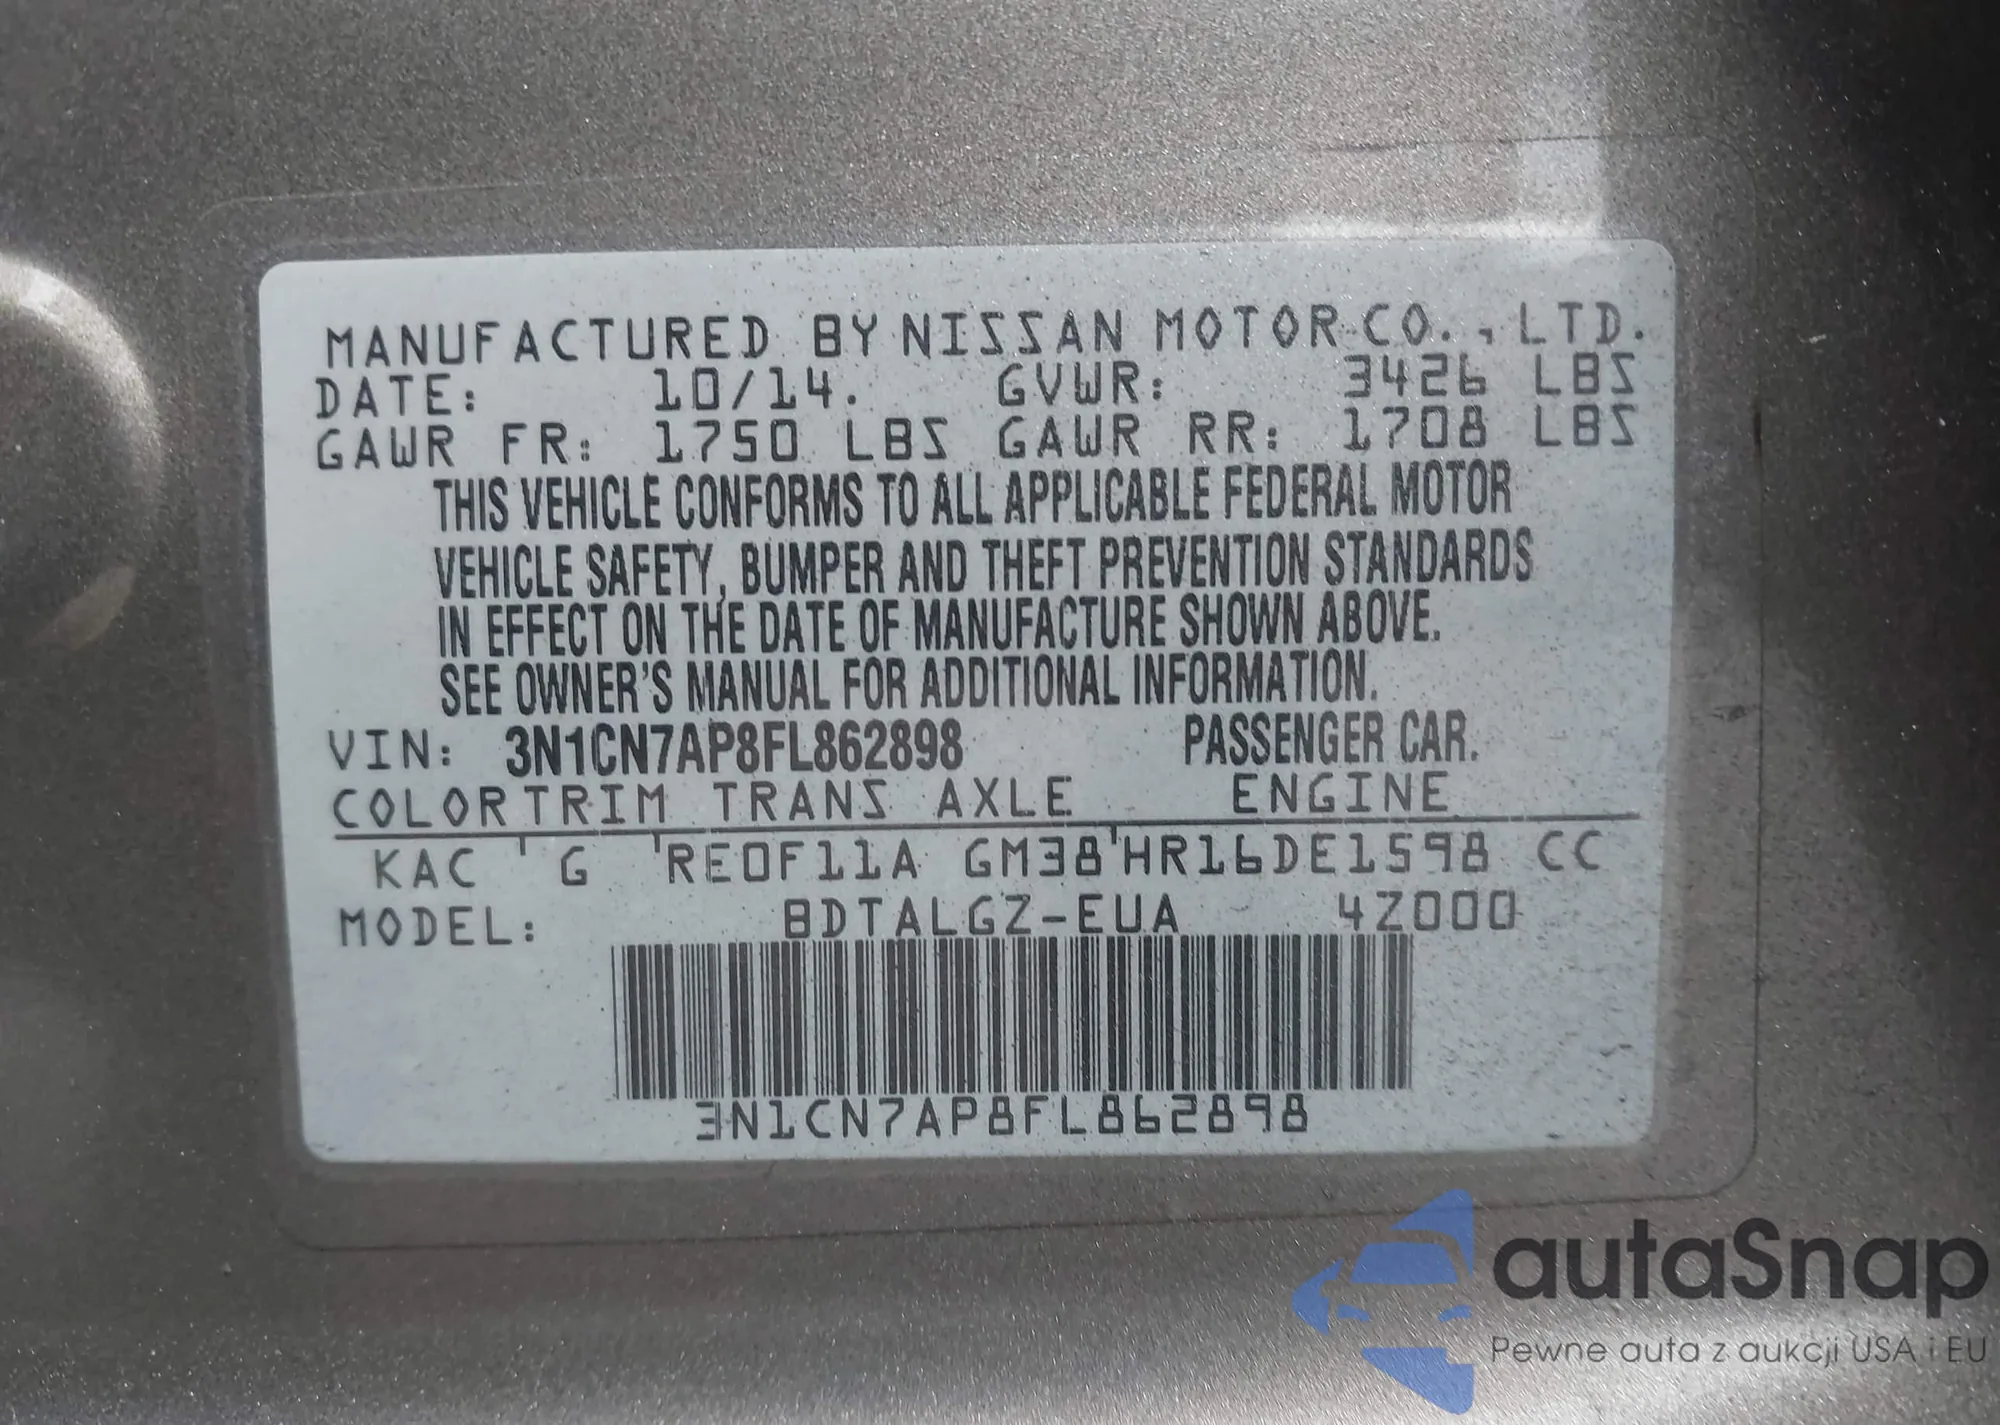 MANUFACTURED BY NISSAN MOTOR CO., LTD.
DATE: 10/14. GVWR: 3426 LBS
GAWR FR: 1750 LBS GAWR RR: 1708 LBS
THIS VEHICLE CONFORMS TO ALL APPLICABLE FEDERAL MOTOR
VEHICLE SAFETY, BUMPER AND THEFT PREVENTION STANDARDS
IN EFFECT ON THE DATE OF MANUFACTURE SHOWN ABOVE.
SEE OWNER'S MANUAL FOR ADDITIONAL INFORMATION.
VIN: 3N1CN7AP8FL862898 PASSENGER CAR.
COLOR TRIM TRANS AXLE ENGINE
KAC G RE0F11A GM38 HR16DE1598 CC
MODEL: BDTALGZ-EUA 4Z000
3N1CN7AP8FL862898
autaSnap
Pewne auta z aukcji USA i EU